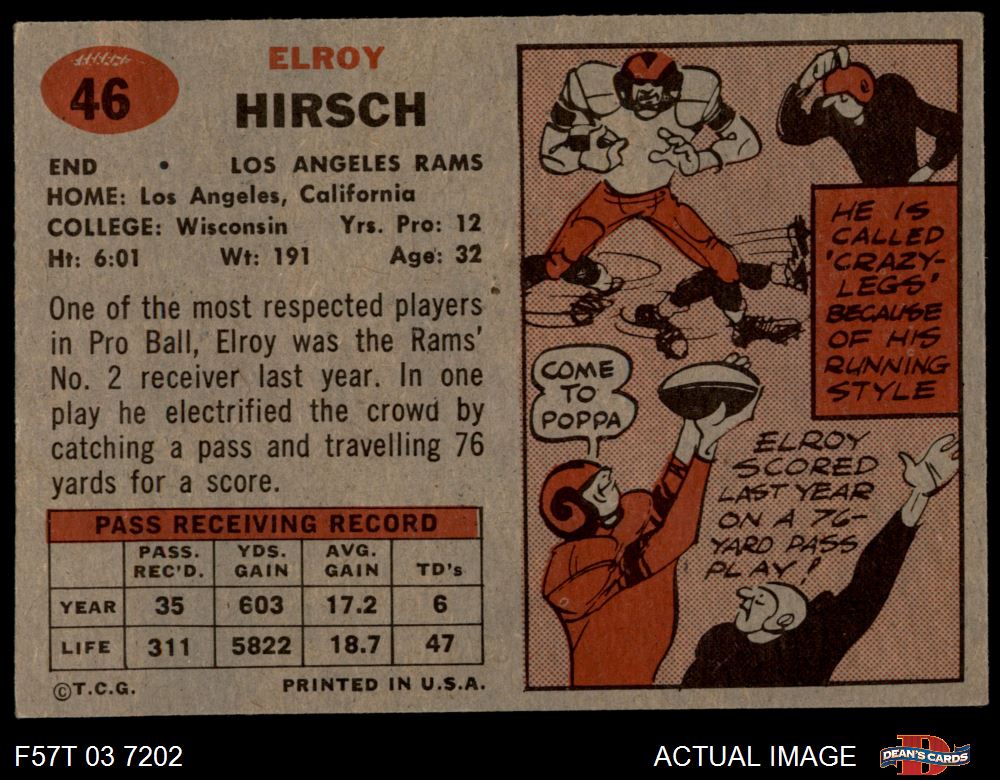 46
ELROY
HIRSCH
END • LOS ANGELES RAMS
HOME: Los Angeles, California
COLLEGE: Wisconsin Yrs. Pro: 12
Ht: 6:01 Wt: 191 Age: 32
One of the most respected players
in Pro Ball, Elroy was the Rams'
No. 2 receiver last year. In one
play he electrified the crowd by
catching a pass and travelling 76
yards for a score.
PASS RECEIVING RECORD
PASS. REC'D. YDS. GAIN AVG. GAIN TD's
YEAR 35 603 17.2 6
LIFE 311 5822 18.7 47
©T.C.G. PRINTED IN U.S.A.
HE IS
CALLED
'CRAZY-
LEGS'
BECAUSE
OF HIS
RUNNING
STYLE
COME
TO
POPPA
ELROY
SCORED
LAST YEAR
ON A 76-
YARD PASS
PLAY!
F57T 03 7202
ACTUAL IMAGE
DEAN'S CARDS